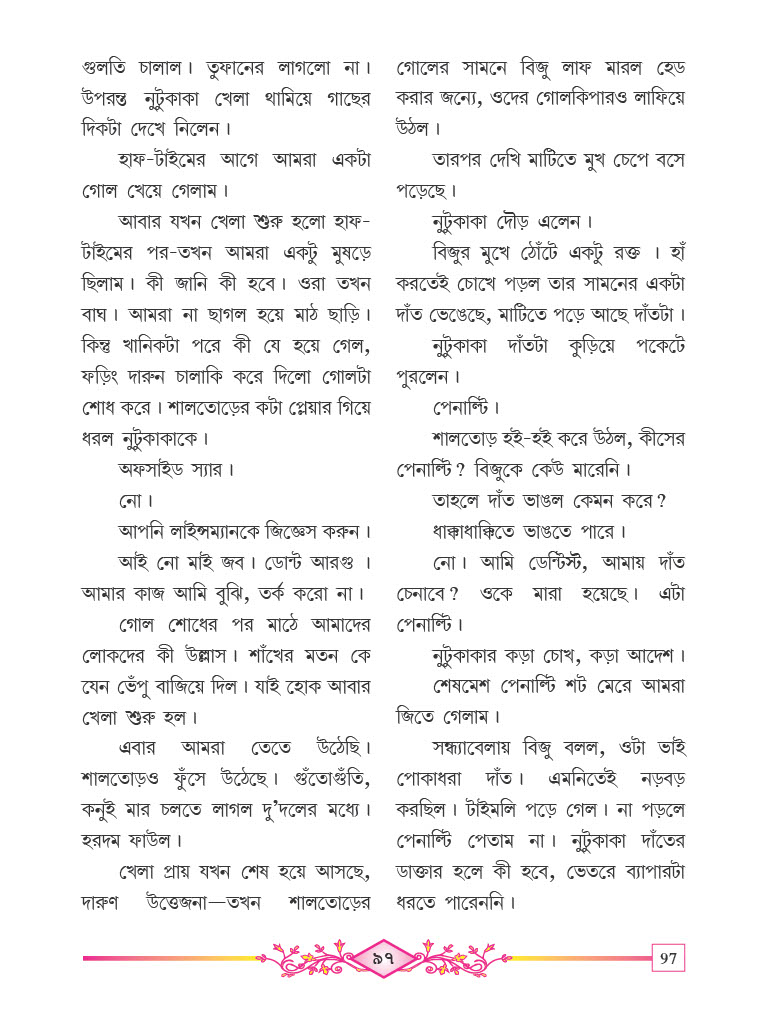 গুলতি চালাল। তুফানের লাগলো না।
উপরন্ত নুটুকাকা খেলা থামিয়ে গাছের
দিকটা দেখে নিলেন।
হাফ-টাইমের আগে আমরা একটা
গোল খেয়ে গেলাম।
আবার যখন খেলা শুরু হলো হাফ-
টাইমের পর-তখন আমরা একটু মুষড়ে
ছিলাম। কী জানি কী হবে। ওরা তখন
বাঘ। আমরা না ছাগল হয়ে মাঠ ছাড়ি।
কিন্তু খানিকটা পরে কী যে হয়ে গেল,
ফড়িং দারুন চালাকি করে দিলো গোলটা
শোধ করে। শালতোড়ের কটা প্লেয়ার গিয়ে
ধরল নুটুকাকাকে।
অফসাইড স্যার।
নো।
আপনি লাইন্সম্যানকে জিজ্ঞেস করুন।
আই নো মাই জব। ডোন্ট আরগু ।
আমার কাজ আমি বুঝি, তর্ক করো না।
গোল শোধের পর মাঠে আমাদের
লোকদের কী উল্লাস। শাঁখের মতন কে
যেন ভেঁপু বাজিয়ে দিল। যাই হোক আবার
খেলা শুরু হল।
এবার আমরা তেতে উঠেছি।
শালতোড়ও ফুঁসে উঠেছে। গুঁতোগুঁতি,
কনুই মার চলতে লাগল দু’দলের মধ্যে।
হরদম ফাউল।
খেলা প্রায় যখন শেষ হয়ে আসছে,
দারুণ উত্তেজনা—তখন শালতোড়ের
গোলের সামনে বিজু লাফ মারল হেড
করার জন্যে, ওদের গোলকিপারও লাফিয়ে
উঠল।
তারপর দেখি মাটিতে মুখ চেপে বসে
পড়েছে।
নুটুকাকা দৌড় এলেন।
বিজুর মুখে ঠোঁটে একটু রক্ত । হাঁ
করতেই চোখে পড়ল তার সামনের একটা
দাঁত ভেঙেছে, মাটিতে পড়ে আছে দাঁতটা।
নুটুকাকা দাঁতটা কুড়িয়ে পকেটে
পুরলেন।
পেনাল্টি।
শালতোড় হই-হই করে উঠল, কীসের
পেনাল্টি? বিজুকে কেউ মারেনি।
তাহলে দাঁত ভাঙল কেমন করে?
ধাক্কাধাক্কিতে ভাঙতে পারে।
নো। আমি ডেন্টিস্ট, আমায় দাঁত
চেনাবে? ওকে মারা হয়েছে। এটা
পেনাল্টি।
নুটুকাকার কড়া চোখ, কড়া আদেশ।
শেষমেশ পেনাল্টি শট মেরে আমরা
জিতে গেলাম।
সন্ধ্যাবেলায় বিজু বলল, ওটা ভাই
পোকাধরা দাঁত। এমনিতেই নড়বড়
করছিল। টাইমলি পড়ে গেল। না পড়লে
পেনাল্টি পেতাম না। নুটুকাকা দাঁতের
ডাক্তার হলে কী হবে, ভেতরে ব্যাপারটা
ধরতে পারেননি।
৯৭
97